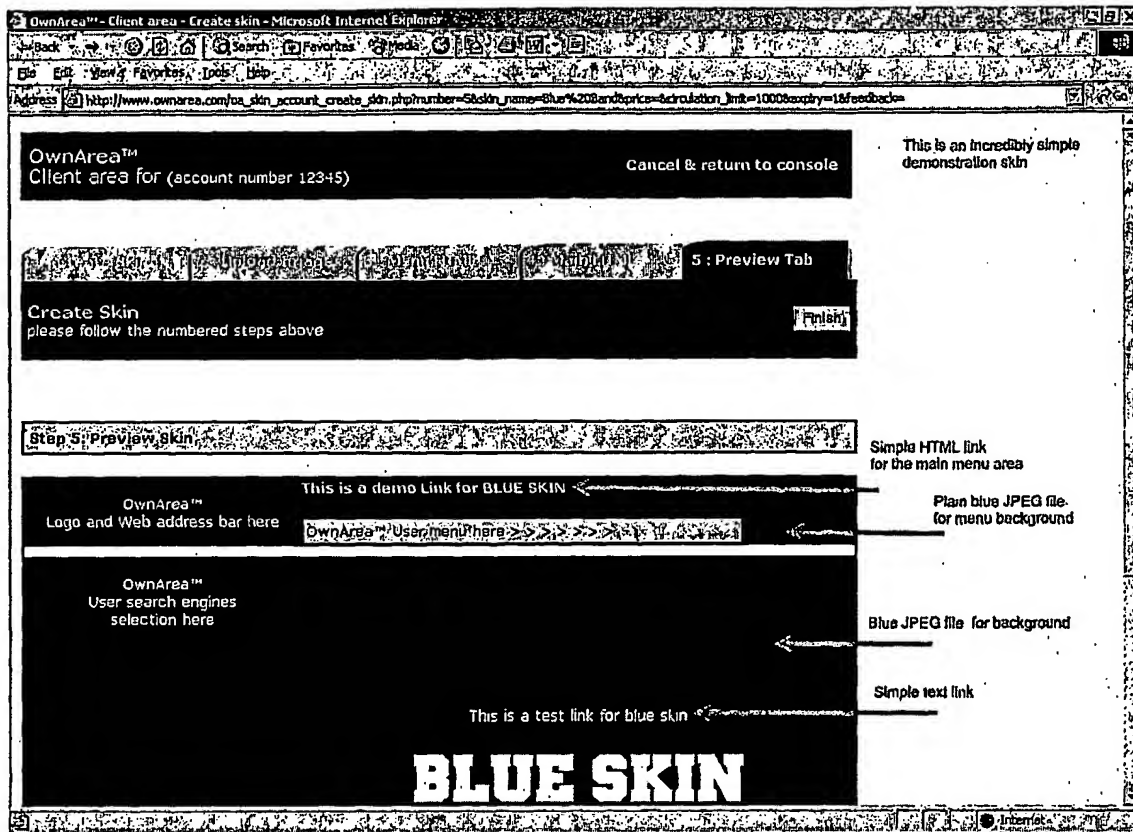 OwnArea™ - Client area - Create skin - Microsoft Internet Explorer
Back Search Favorites Media
File Edit View Favorites Tools Help
Address http://www.ownarea.com/oa_skin_account_create_skin.php?number=5&skin_name=Blue%20Band&price=&circulation_limit=1000&expiry=1&feedback= Go
OwnArea™
Client area for (account number 12345)
Cancel & return to console
This is an incredibly simple
demonstration skin
5 : Preview Tab
Create Skin
please follow the numbered steps above
Finish
Step 5: Preview Skin
Simple HTML link
for the main menu area
This is a demo Link for BLUE SKIN
OwnArea™
Logo and Web address bar here
Plain blue JPEG file
for menu background
OwnArea™ User menu here > > > > > >
OwnArea™
User search engines
selection here
Blue JPEG file for background
Simple text link
This is a test link for blue skin
BLUE SKIN
Internet